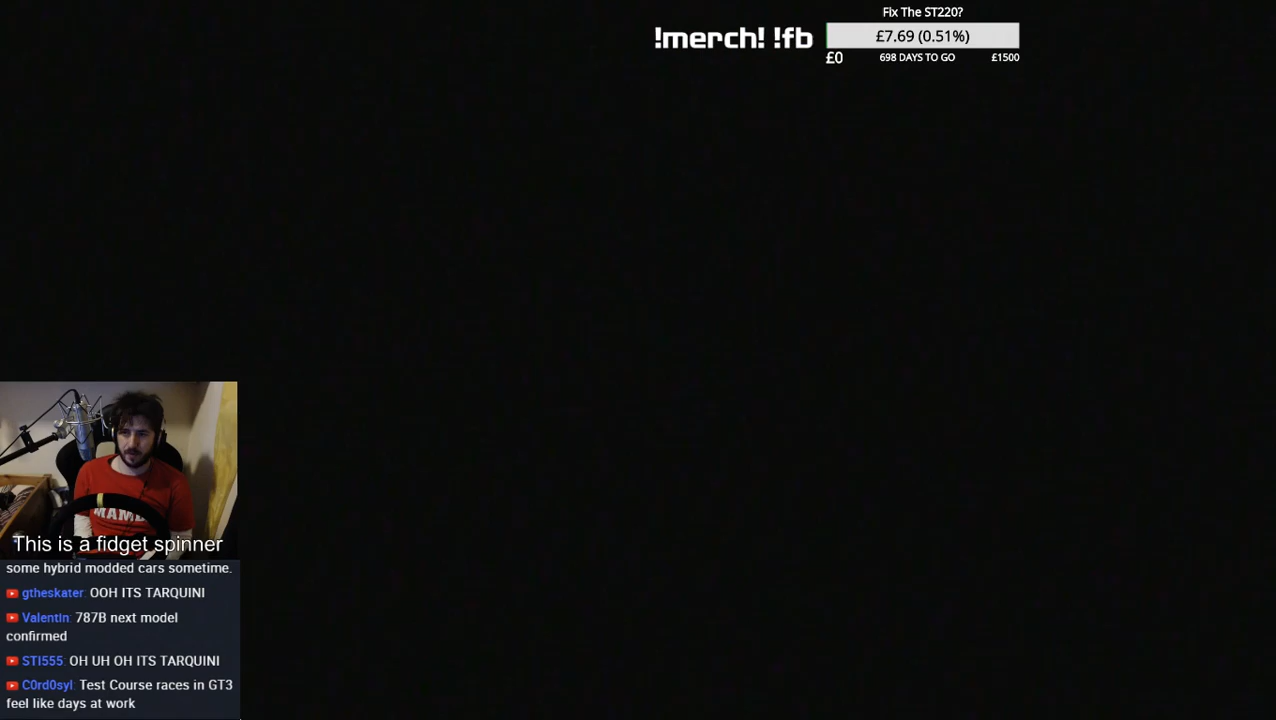 Fix The ST220?
!merch! !fb
£7.69 (0.51%)
£0
698 DAYS TO GO
£1500
MAM
This is a fidget spinner
some hybrid modded cars sometime.
gtheskater: OOH ITS TARQUINI
Valentin: 787B next model
confirmed
STI555: OH UH OH ITS TARQUINI
C0rd0syl: Test Course races in GT3
feel like days at work